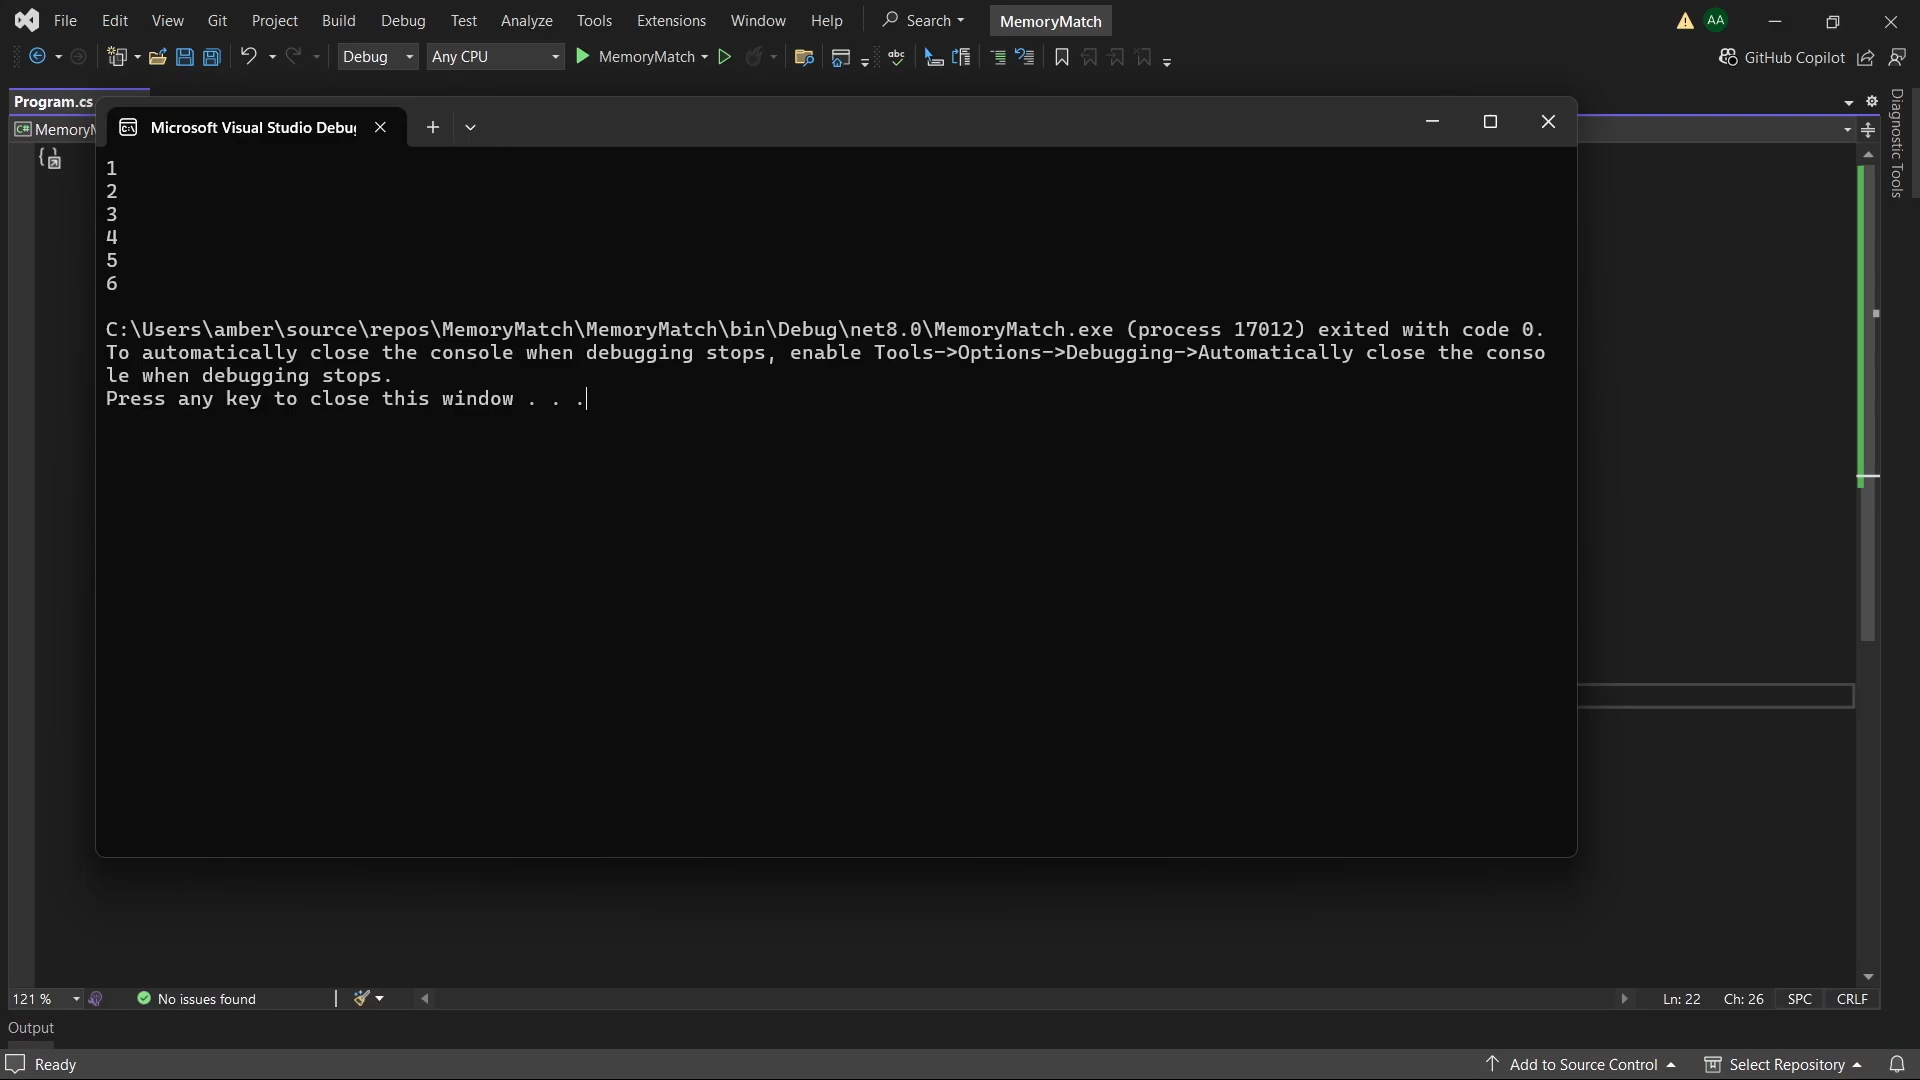 File Edit View Git Project Build Debug Test Analyze Tools Extensions Window Help Search MemoryMatch AA
Debug Any CPU MemoryMatch abc GitHub Copilot
Program.cs
C# MemoryM
Microsoft Visual Studio Debug
1
2
3
4
5
6
C:\Users\amber\source\repos\MemoryMatch\MemoryMatch\bin\Debug\net8.0\MemoryMatch.exe (process 17012) exited with code 0.
To automatically close the console when debugging stops, enable Tools->Options->Debugging->Automatically close the conso
le when debugging stops.
Press any key to close this window . . .
Diagnostic Tools
121 % No issues found Ln: 22 Ch: 26 SPC CRLF
Output
Ready Add to Source Control Select Repository